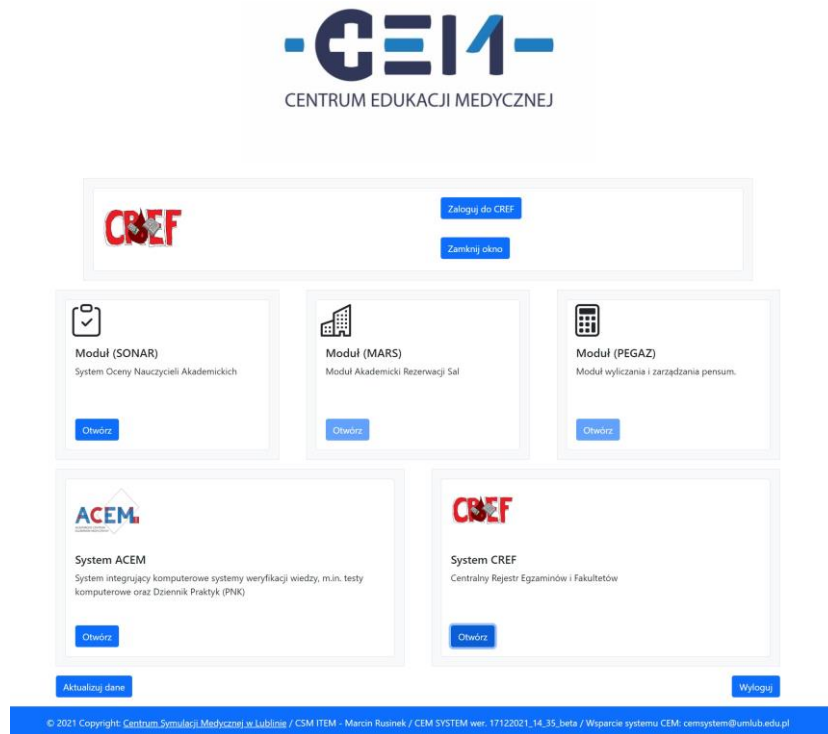 CEM
CENTRUM EDUKACJI MEDYCZNEJ
CREF
Zaloguj do CREF
Zamknij okno
Moduł (SONAR)
System Oceny Nauczycieli Akademickich
Otwórz
Moduł (MARS)
Moduł Akademicki Rezerwacji Sal
Otwórz
Moduł (PEGAZ)
Moduł wyliczania i zarządzania pensum.
Otwórz
ACEM
System ACEM
System integrujący komputerowe systemy weryfikacji wiedzy, m.in. testy
komputerowe oraz Dziennik Praktyk (PNK)
Otwórz
CREF
System CREF
Centralny Rejestr Egzaminów i Fakultetów
Otwórz
Aktualizuj dane
Wyloguj
© 2021 Copyright: Centrum Symulacji Medycznej w Lublinie / CSM ITEM - Marcin Rusinek / CEM SYSTEM wer. 17122021_14_35_beta / Wsparcie systemu CEM: cemsystem@umlub.edu.pl